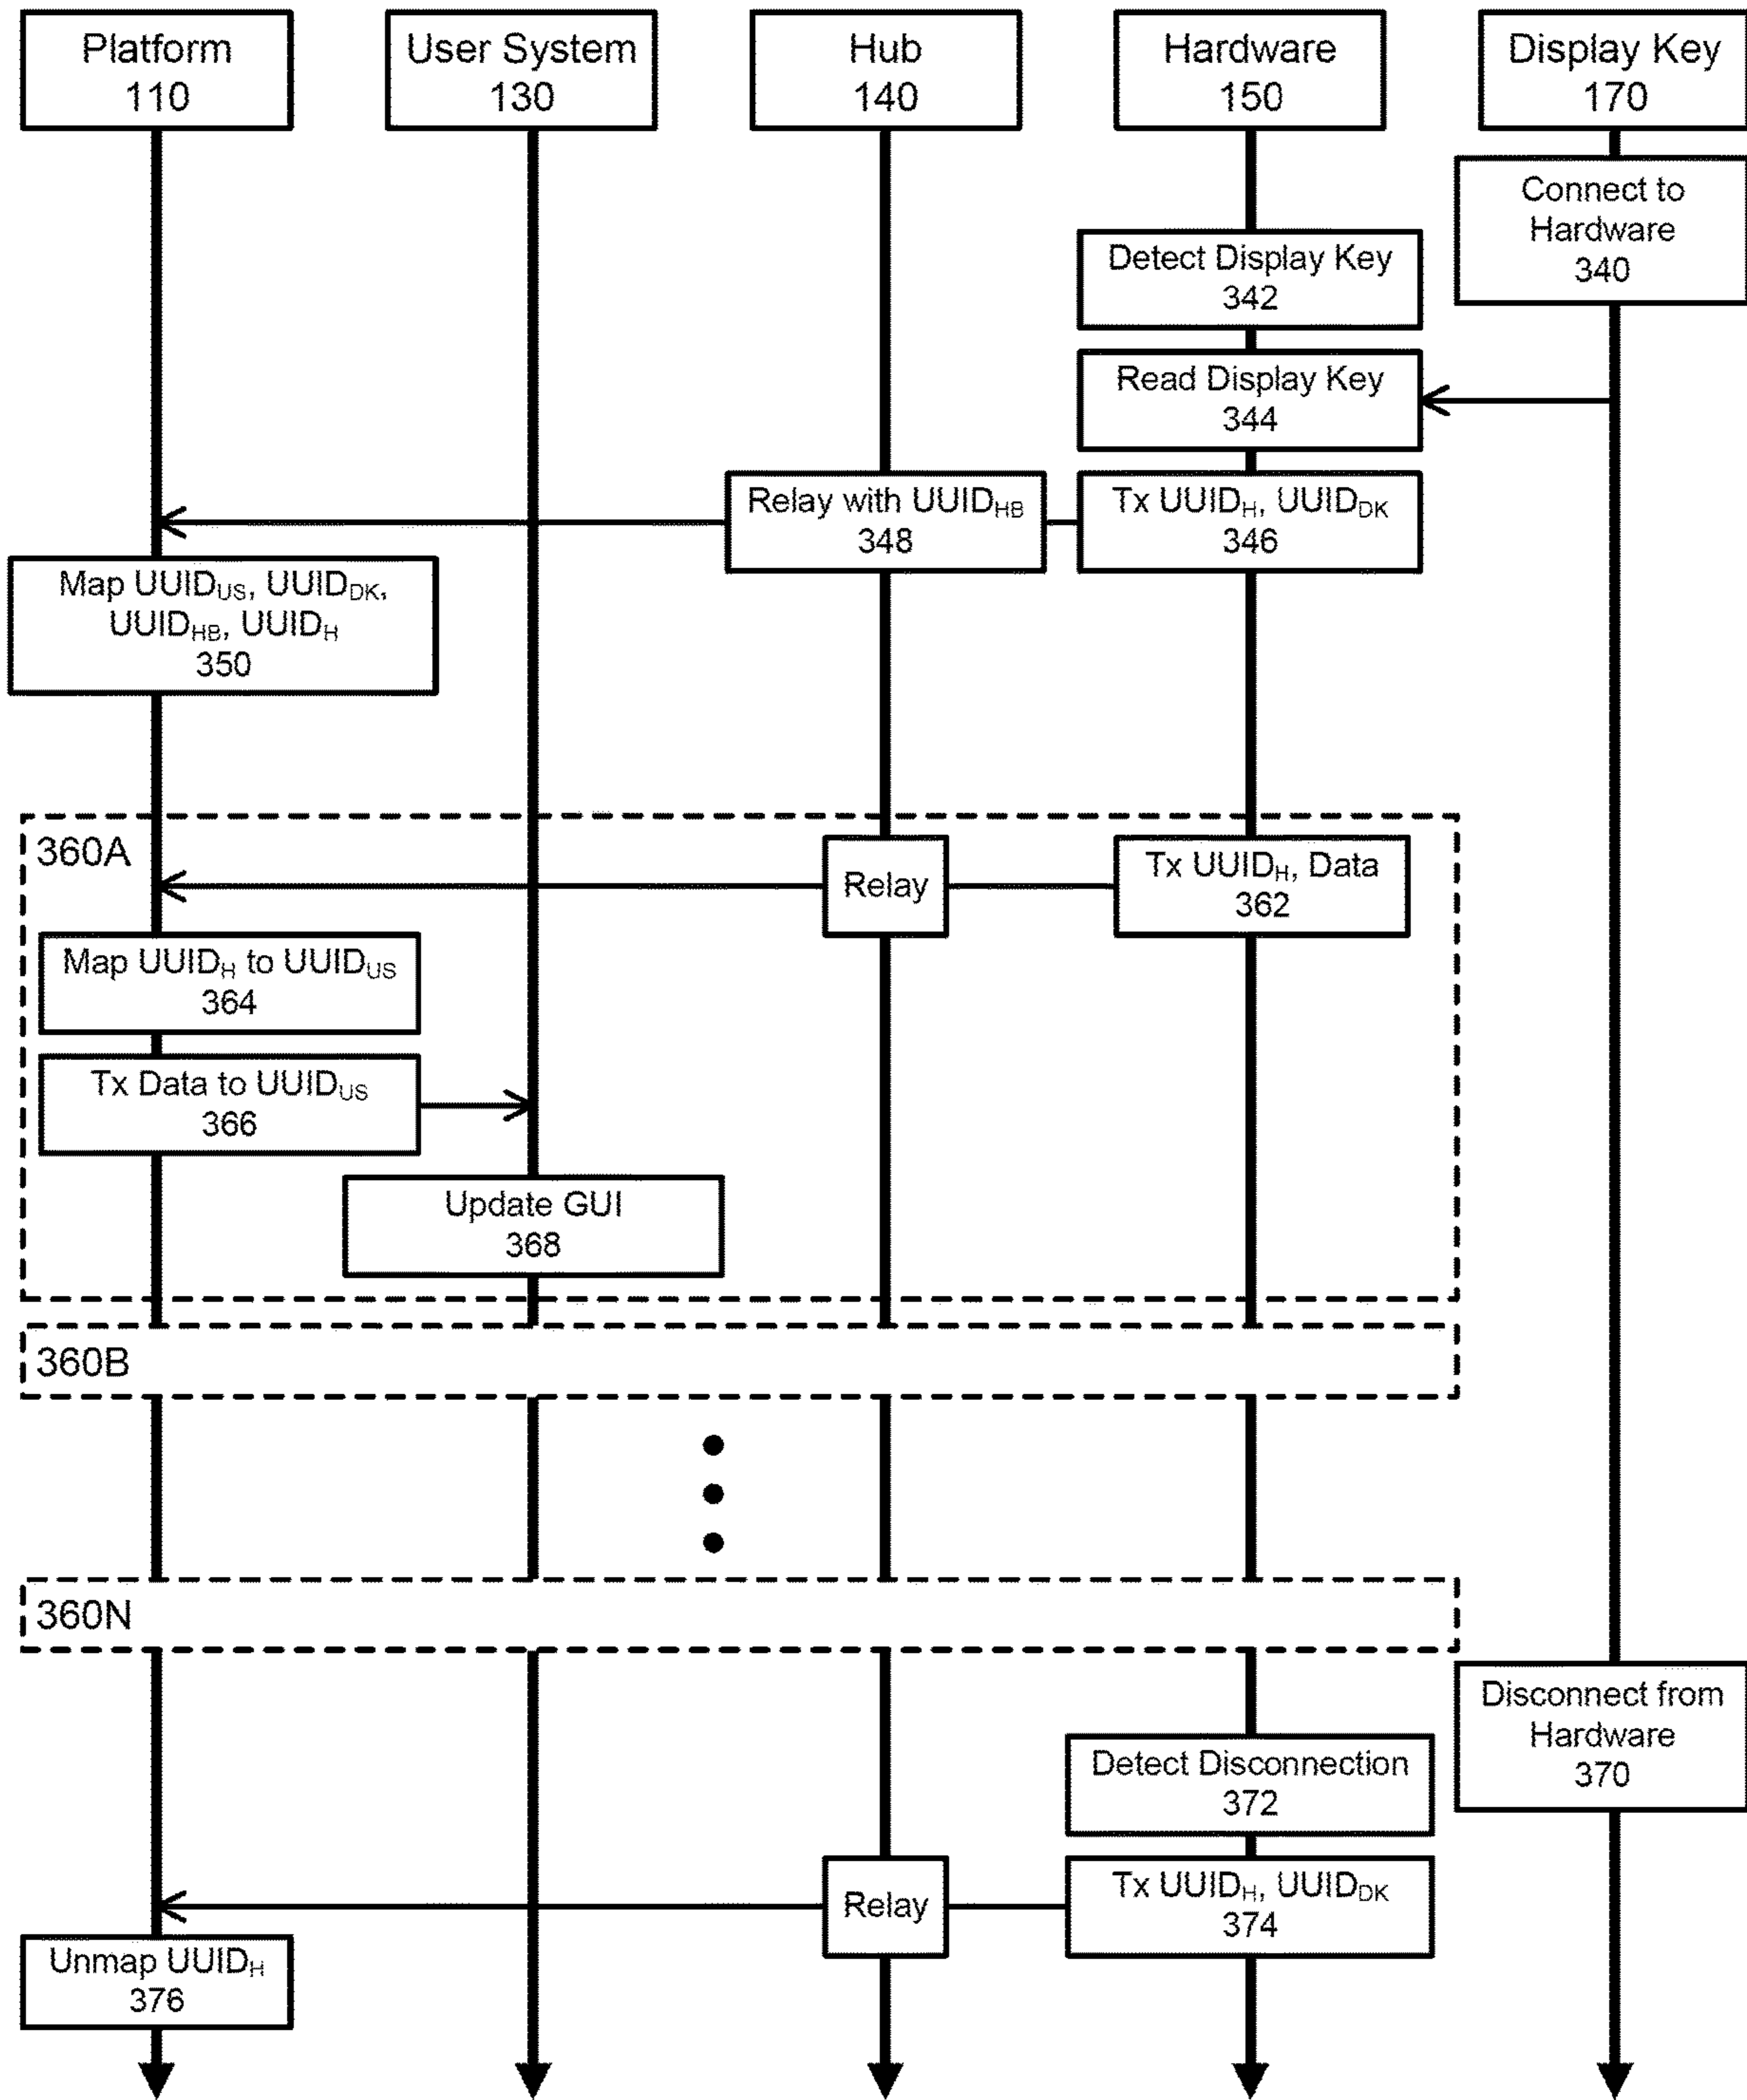 Platform
110
User System
130
Hub
140
Hardware
150
Display Key
170
Connect to
Hardware
340
Detect Display Key
342
Read Display Key
344
Relay with UUIDHB
348
Tx UUIDH, UUIDDK
346
Map UUIDUS, UUIDDK,
UUIDHB, UUIDH
350
360A
Relay
Tx UUIDH, Data
362
Map UUIDH to UUIDUS
364
Tx Data to UUIDUS
366
Update GUI
368
360B
360N
Disconnect from
Hardware
370
Detect Disconnection
372
Relay
Tx UUIDH, UUIDDK
374
Unmap UUIDH
376